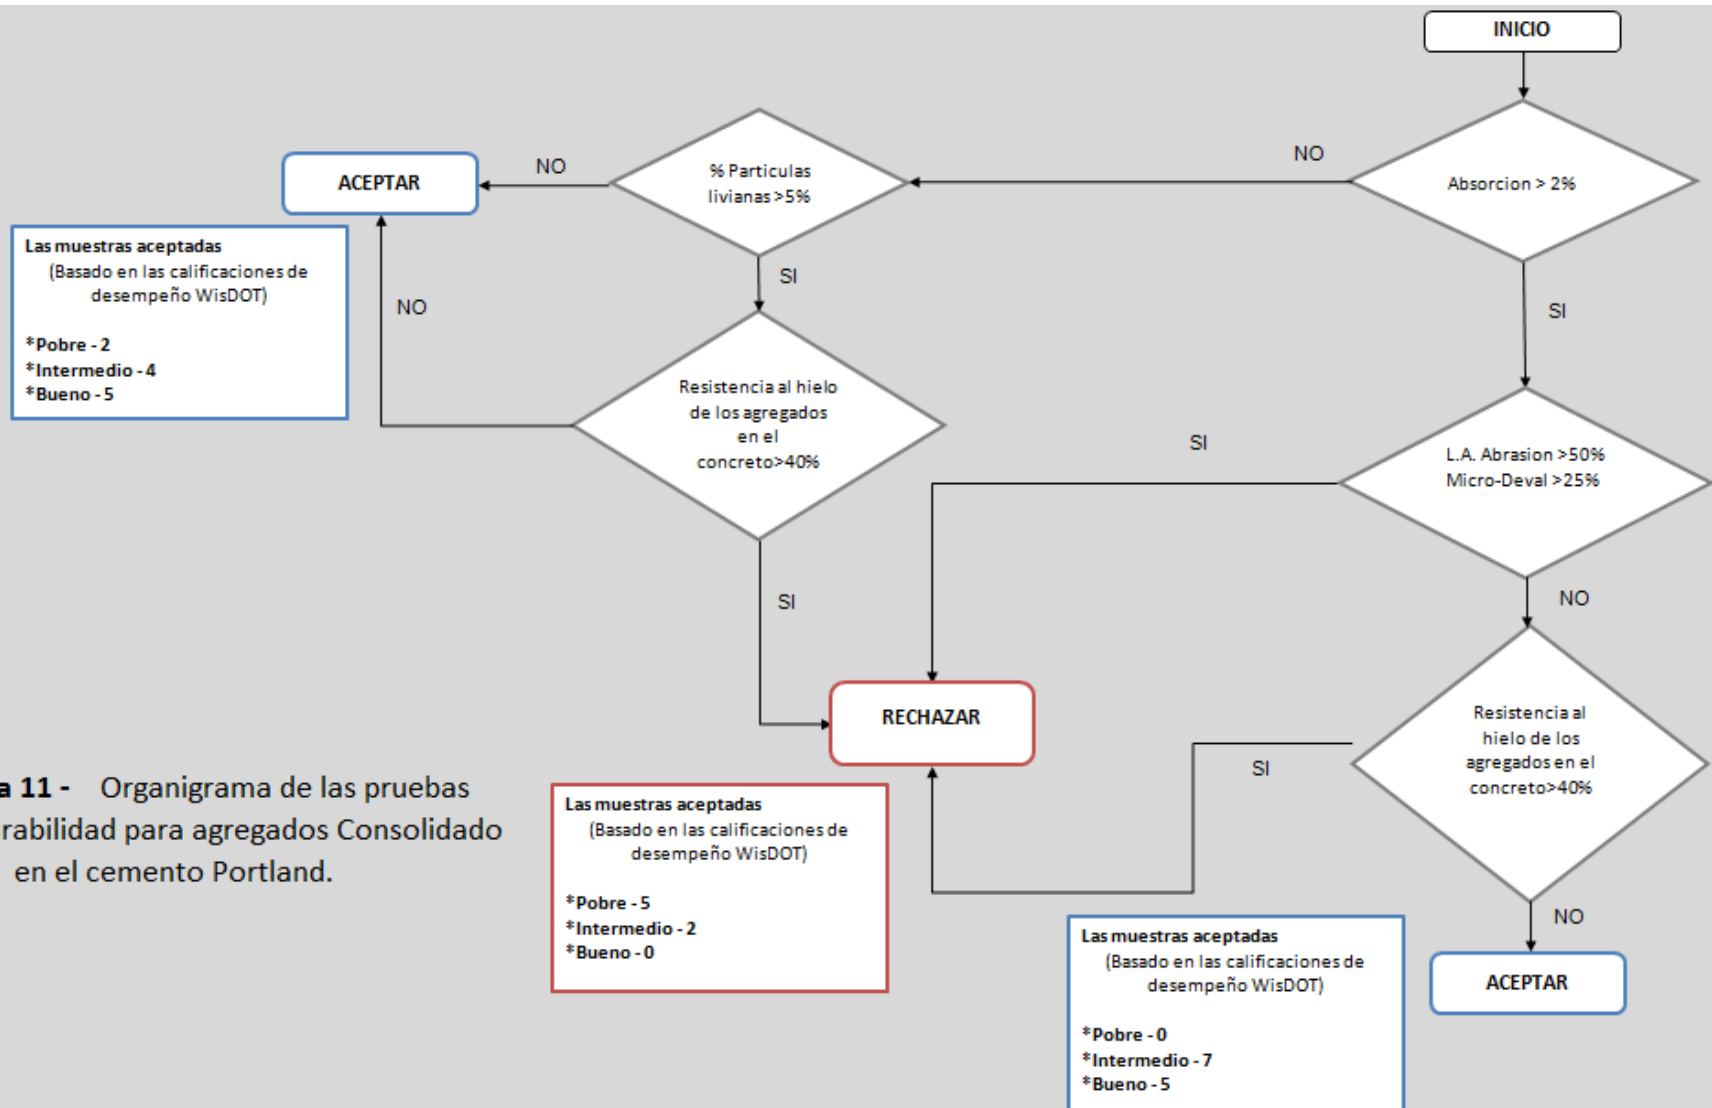 INICIO
Absorcion > 2%
NO
% Particulas
livianas >5%
NO
ACEPTAR
Las muestras aceptadas
(Basado en las calificaciones de
desempeño WisDOT)
*Pobre - 2
*Intermedio - 4
*Bueno - 5
NO
SI
Resistencia al hielo
de los agregados
en el
concreto>40%
SI
SI
L.A. Abrasion >50%
Micro-Deval >25%
SI
NO
SI
RECHAZAR
Resistencia al
hielo de los
agregados en el
concreto>40%
SI
a 11 - Organigrama de las pruebas
rabilidad para agregados Consolidado
en el cemento Portland.
Las muestras aceptadas
(Basado en las calificaciones de
desempeño WisDOT)
*Pobre - 5
*Intermedio - 2
*Bueno - 0
NO
Las muestras aceptadas
(Basado en las calificaciones de
desempeño WisDOT)
*Pobre - 0
*Intermedio - 7
*Bueno - 5
ACEPTAR